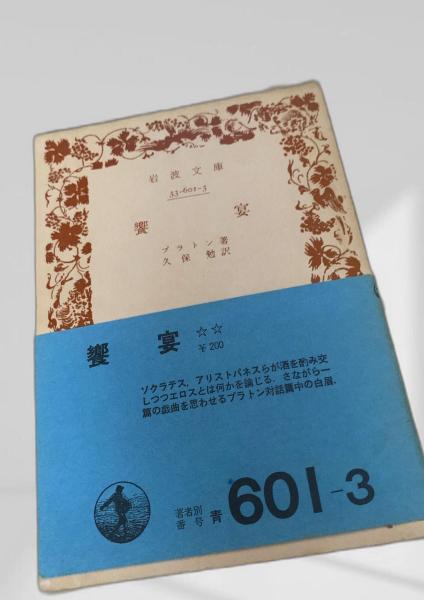 岩波文庫
33-601-3
饗宴
プラトン著
久保勉訳
饗宴 ☆☆
￥200
ソクラテス，アリストパネスらが酒を酌み交
しつつエロスとは何かを論じる．さながら一
篇の戯曲を思わせるプラトン対話篇中の白眉．
著者別
番号 青 601-3